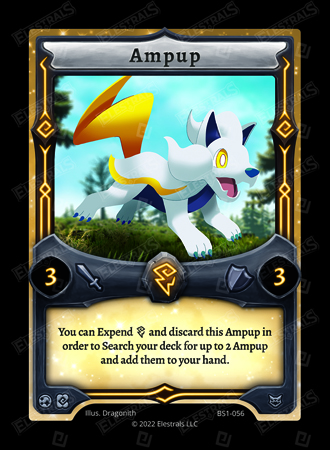 Ampup
3 3
You can Expend and discard this Ampup in
order to Search your deck for up to 2 Ampup
and add them to your hand.
Illus. Dragonith BS1-056
© 2022 Elestrals LLC
ELESTRALS